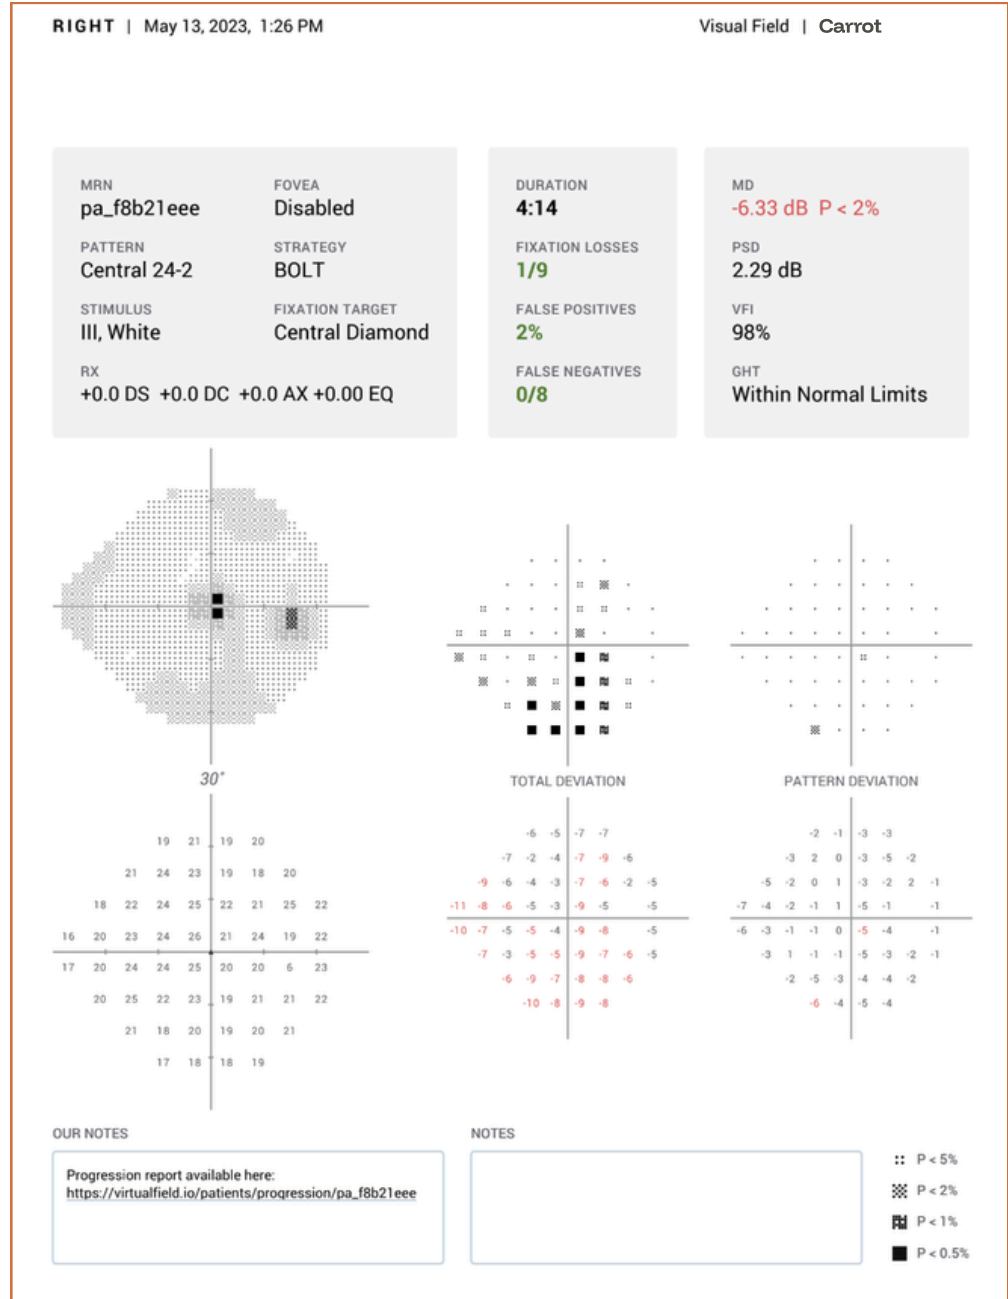 RIGHT | May 13, 2023, 1:26 PM
Visual Field | Carrot
MRN
pa_f8b21eee
FOVEA
Disabled
PATTERN
Central 24-2
STRATEGY
BOLT
STIMULUS
III, White
FIXATION TARGET
Central Diamond
RX
+0.0 DS +0.0 DC +0.0 AX +0.00 EQ
DURATION
4:14
FIXATION LOSSES
1/9
FALSE POSITIVES
2%
FALSE NEGATIVES
0/8
MD
-6.33 dB P < 2%
PSD
2.29 dB
VFI
98%
GHT
Within Normal Limits
30°
19 21 19 20
21 24 23 19 18 20
18 22 24 25 22 21 25 22
16 20 23 24 26 21 24 19 22
17 20 24 24 25 20 20 6 23
20 25 22 23 19 21 21 22
21 18 20 19 20 21
17 18 18 19
TOTAL DEVIATION
-6 -5 -7 -7
-7 -2 -4 -7 -9 -6
-9 -6 -4 -3 -7 -6 -2 -5
-11 -8 -6 -5 -3 -9 -5 -5
-10 -7 -5 -5 -4 -9 -8 -5
-7 -3 -5 -5 -9 -7 -6 -5
-6 -9 -7 -8 -8 -6
-10 -8 -9 -8
PATTERN DEVIATION
-2 -1 -3 -3
-3 2 0 -3 -5 -2
-5 -2 0 1 -3 -2 2 -1
-7 -4 -2 -1 1 -5 -1 -1
-6 -3 -1 -1 0 -5 -4 -1
-3 1 -1 -1 -5 -3 -2 -1
-2 -5 -3 -4 -4 -2
-6 -4 -5 -4
OUR NOTES
Progression report available here:
https://virtualfield.io/patients/progression/pa_f8b21eee
NOTES
P < 5%
P < 2%
P < 1%
P < 0.5%